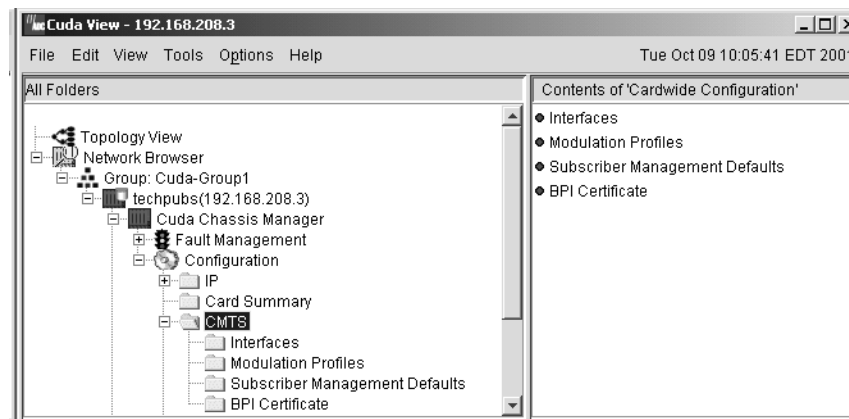 Cuda View - 192.168.208.3
File Edit View Tools Options Help Tue Oct 09 10:05:41 EDT 2001
All Folders
Topology View
Network Browser
Group: Cuda-Group1
techpubs(192.168.208.3)
Cuda Chassis Manager
Fault Management
Configuration
IP
Card Summary
CMTS
Interfaces
Modulation Profiles
Subscriber Management Defaults
BPI Certificate
Contents of 'Cardwide Configuration'
Interfaces
Modulation Profiles
Subscriber Management Defaults
BPI Certificate